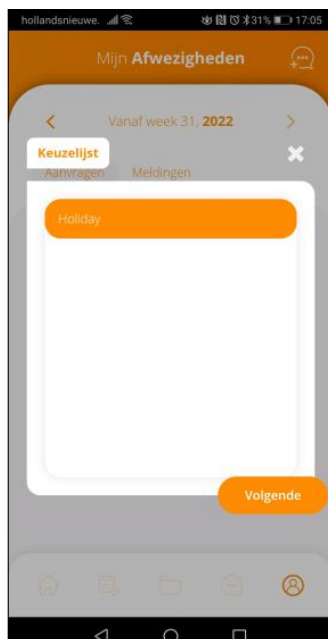 hollandsnieuwe. 31% 17:05
Mijn Afwezigheden
Vanaf week 31, 2022
Keuzelijst
Aanvragen Meldingen
Holiday
Volgende